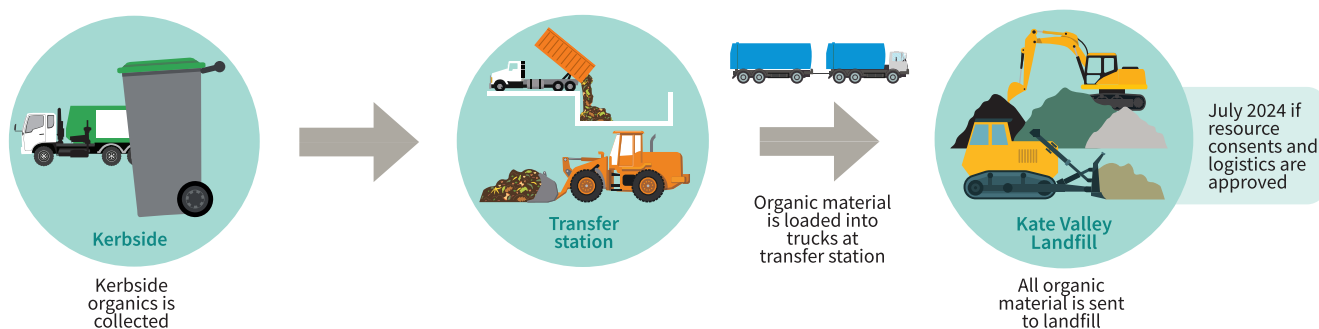 Kerbside
Kerbside
organics is
collected
Transfer
station
Organic material
is loaded into
trucks at
transfer station
Kate Valley
Landfill
All organic
material is sent
to landfill
July 2024 if
resource
consents and
logistics are
approved